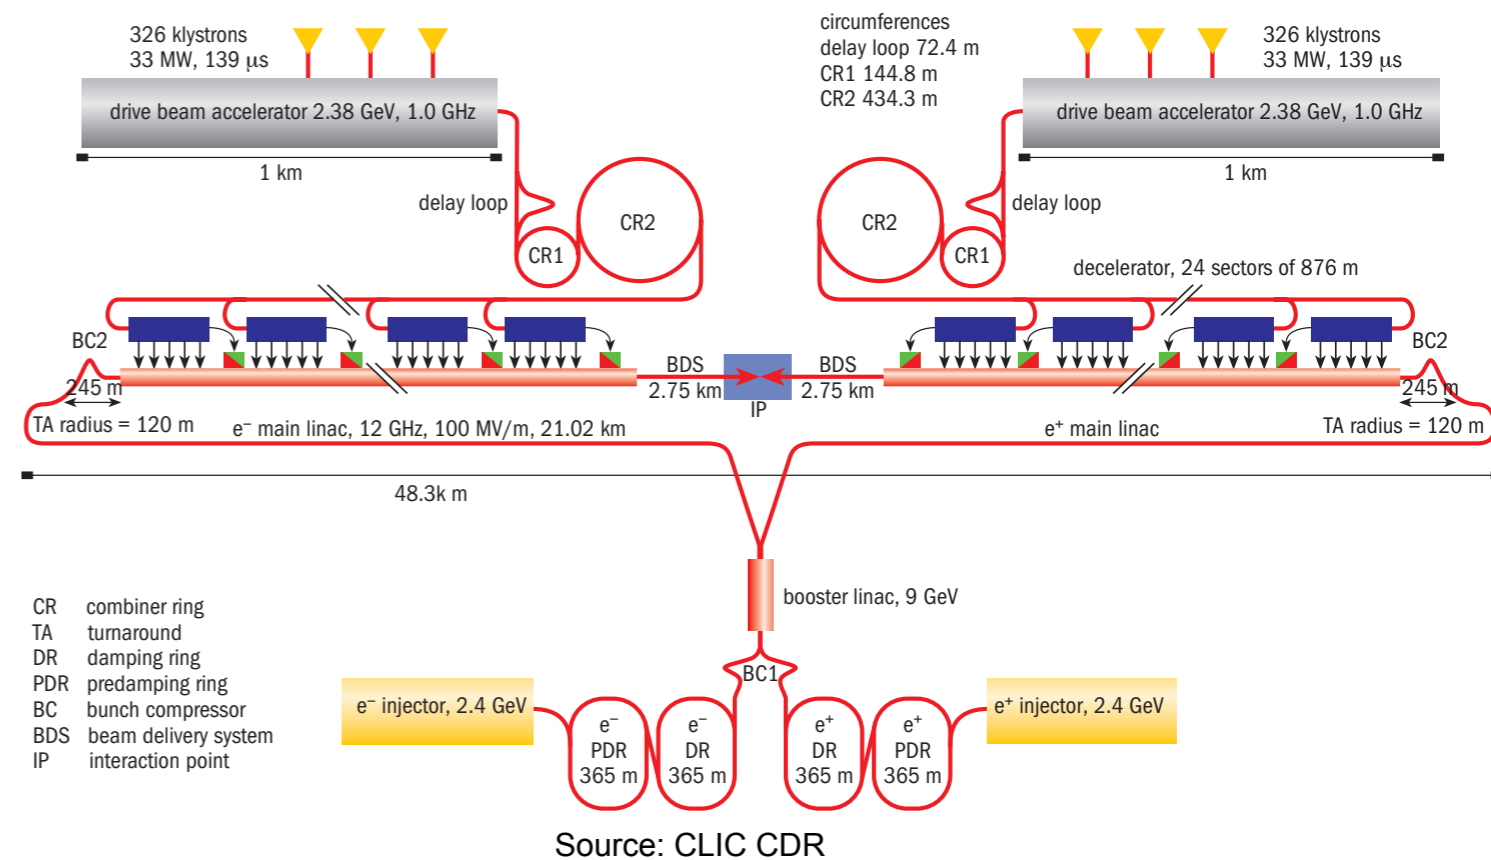 326 klystrons
33 MW, 139 μs
circumferences
delay loop 72.4 m
CR1 144.8 m
CR2 434.3 m
326 klystrons
33 MW, 139 μs
drive beam accelerator 2.38 GeV, 1.0 GHz
drive beam accelerator 2.38 GeV, 1.0 GHz
1 km
1 km
delay loop
CR2
CR1
CR2
CR1
delay loop
decelerator, 24 sectors of 876 m
BC2
BC2
BDS
2.75 km
IP
BDS
2.75 km
245 m
245 m
TA radius = 120 m
TA radius = 120 m
e⁻ main linac, 12 GHz, 100 MV/m, 21.02 km
e⁺ main linac
48.3k m
booster linac, 9 GeV
CR combiner ring
TA turnaround
DR damping ring
PDR predamping ring
BC bunch compressor
BDS beam delivery system
IP interaction point
BC1
e⁻ injector, 2.4 GeV
e⁻
PDR
365 m
e⁻
DR
365 m
e⁺
DR
365 m
e⁺
PDR
365 m
e⁺ injector, 2.4 GeV
Source: CLIC CDR